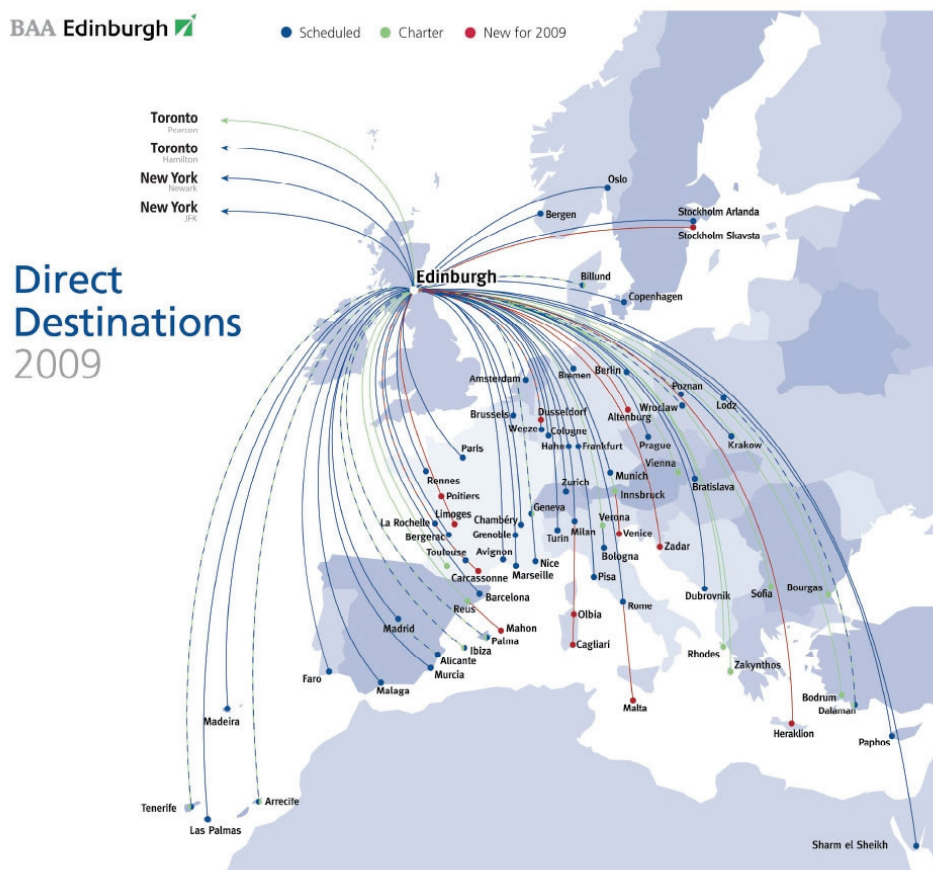 BAA Edinburgh
Scheduled
Charter
New for 2009
Toronto
Pearson
Toronto
Hamilton
New York
Newark
New York
JFK
Direct
Destinations
2009
Edinburgh
Oslo
Bergen
Stockholm Arlanda
Stockholm Skavsta
Billund
Copenhagen
Amsterdam
Bremen
Berlin
Poznan
Lodz
Brussels
Dusseldorf
Altenburg
Wroclaw
Weeze
Cologne
Hahn
Frankfurt
Prague
Krakow
Paris
Rennes
Munich
Vienna
Bratislava
Poitiers
Zurich
Innsbruck
Limoges
Geneva
La Rochelle
Chambéry
Verona
Bergerac
Grenoble
Turin
Milan
Venice
Toulouse
Avignon
Bologna
Zadar
Carcassonne
Marseille
Nice
Pisa
Barcelona
Dubrovnik
Sofia
Bourgas
Reus
Rome
Olbia
Madrid
Mahon
Palma
Cagliari
Ibiza
Rhodes
Zakynthos
Alicante
Murcia
Faro
Malaga
Bodrum
Dalaman
Malta
Madeira
Heraklion
Paphos
Tenerife
Arrecife
Las Palmas
Sharm el Sheikh